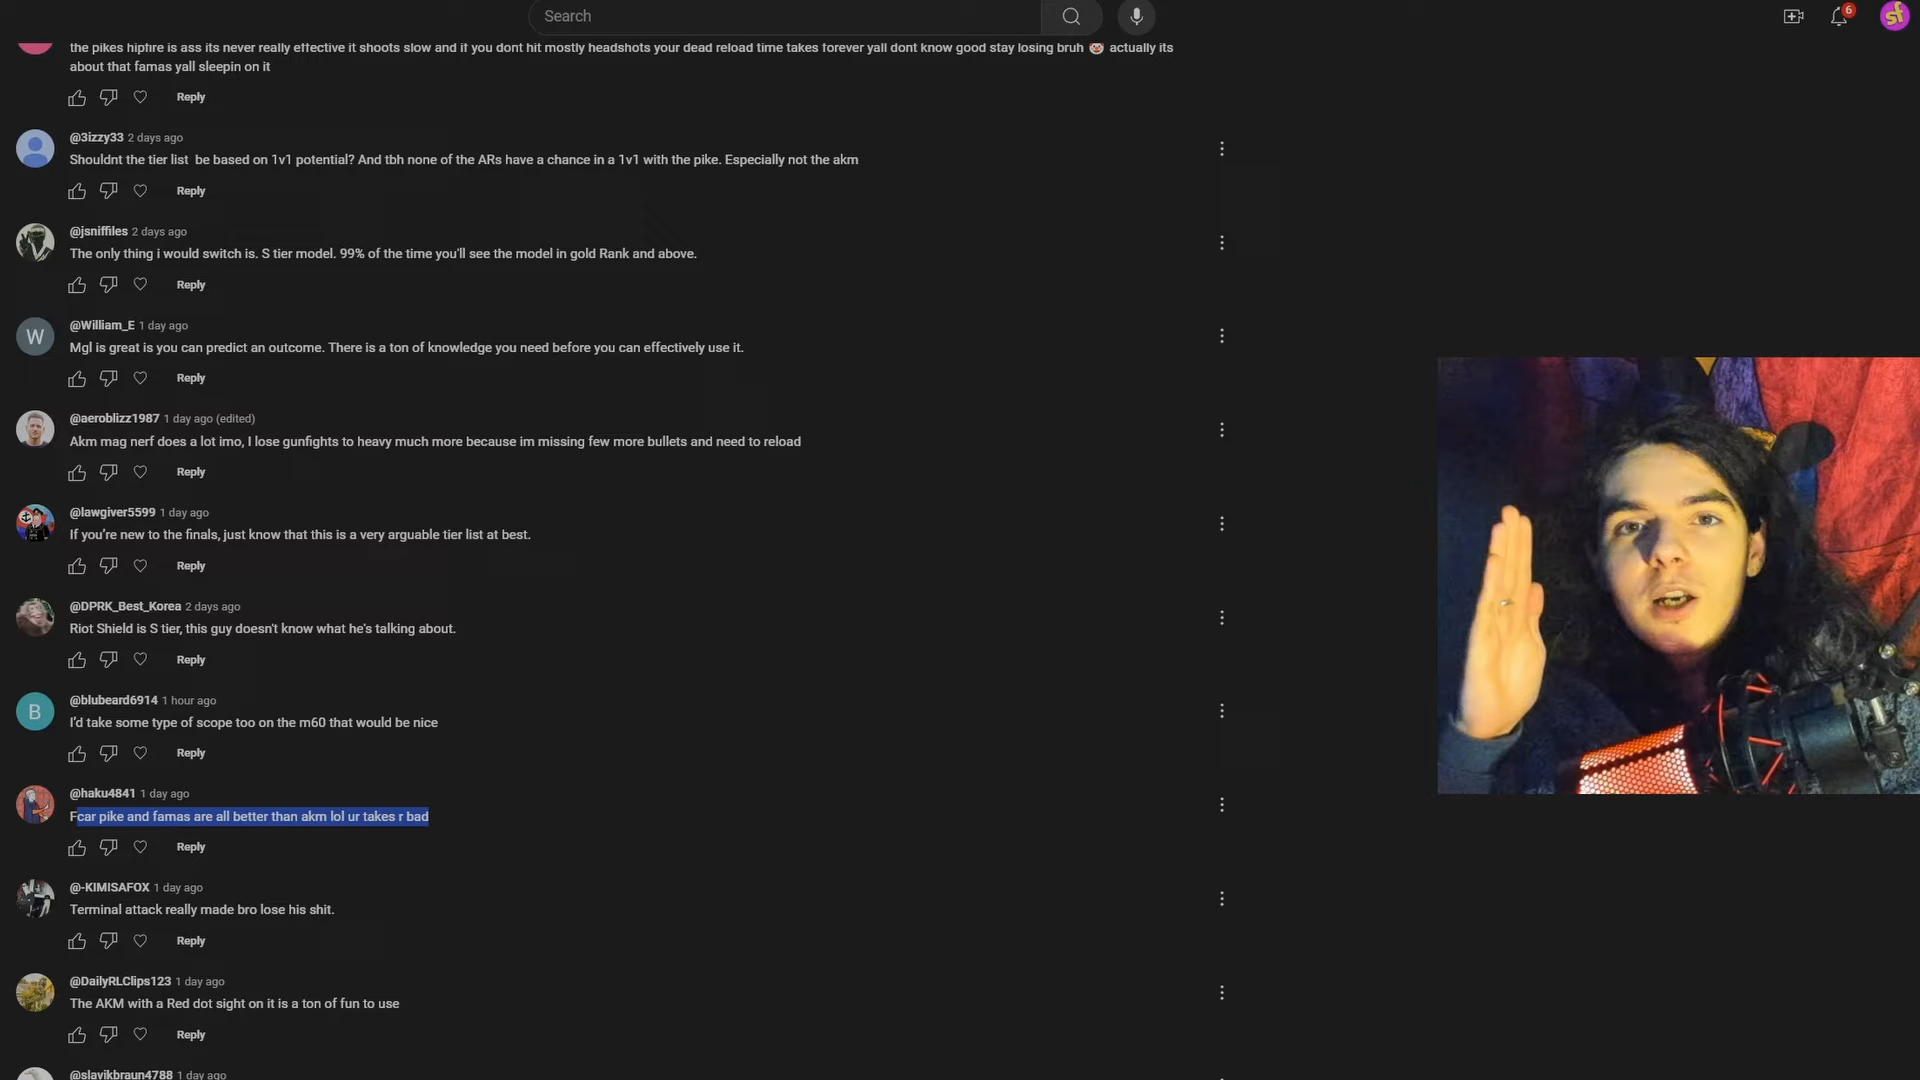 Search
6
sf
the pikes hipfire is ass its never really effective it shoots slow and if you dont hit mostly headshots your dead reload time takes forever yall dont know good stay losing bruh 🤡 actually its
about that famas yall sleepin on it
Reply
@3izzy33 2 days ago
Shouldnt the tier list be based on 1v1 potential? And tbh none of the ARs have a chance in a 1v1 with the pike. Especially not the akm
Reply
@jsniffiles 2 days ago
The only thing i would switch is. S tier model. 99% of the time you'll see the model in gold Rank and above.
Reply
W
@William_E 1 day ago
Mgl is great is you can predict an outcome. There is a ton of knowledge you need before you can effectively use it.
Reply
@aeroblizz1987 1 day ago (edited)
Akm mag nerf does a lot imo, I lose gunfights to heavy much more because im missing few more bullets and need to reload
Reply
@lawgiver5599 1 day ago
If you're new to the finals, just know that this is a very arguable tier list at best.
Reply
@DPRK_Best_Korea 2 days ago
Riot Shield is S tier, this guy doesn't know what he's talking about.
Reply
B
@blubeard6914 1 hour ago
I'd take some type of scope too on the m60 that would be nice
Reply
@haku4841 1 day ago
Fcar pike and famas are all better than akm lol ur takes r bad
Reply
@-KIMISAFOX 1 day ago
Terminal attack really made bro lose his shit.
Reply
@DailyRLClips123 1 day ago
The AKM with a Red dot sight on it is a ton of fun to use
Reply
@slavikbraun4788 1 day ago